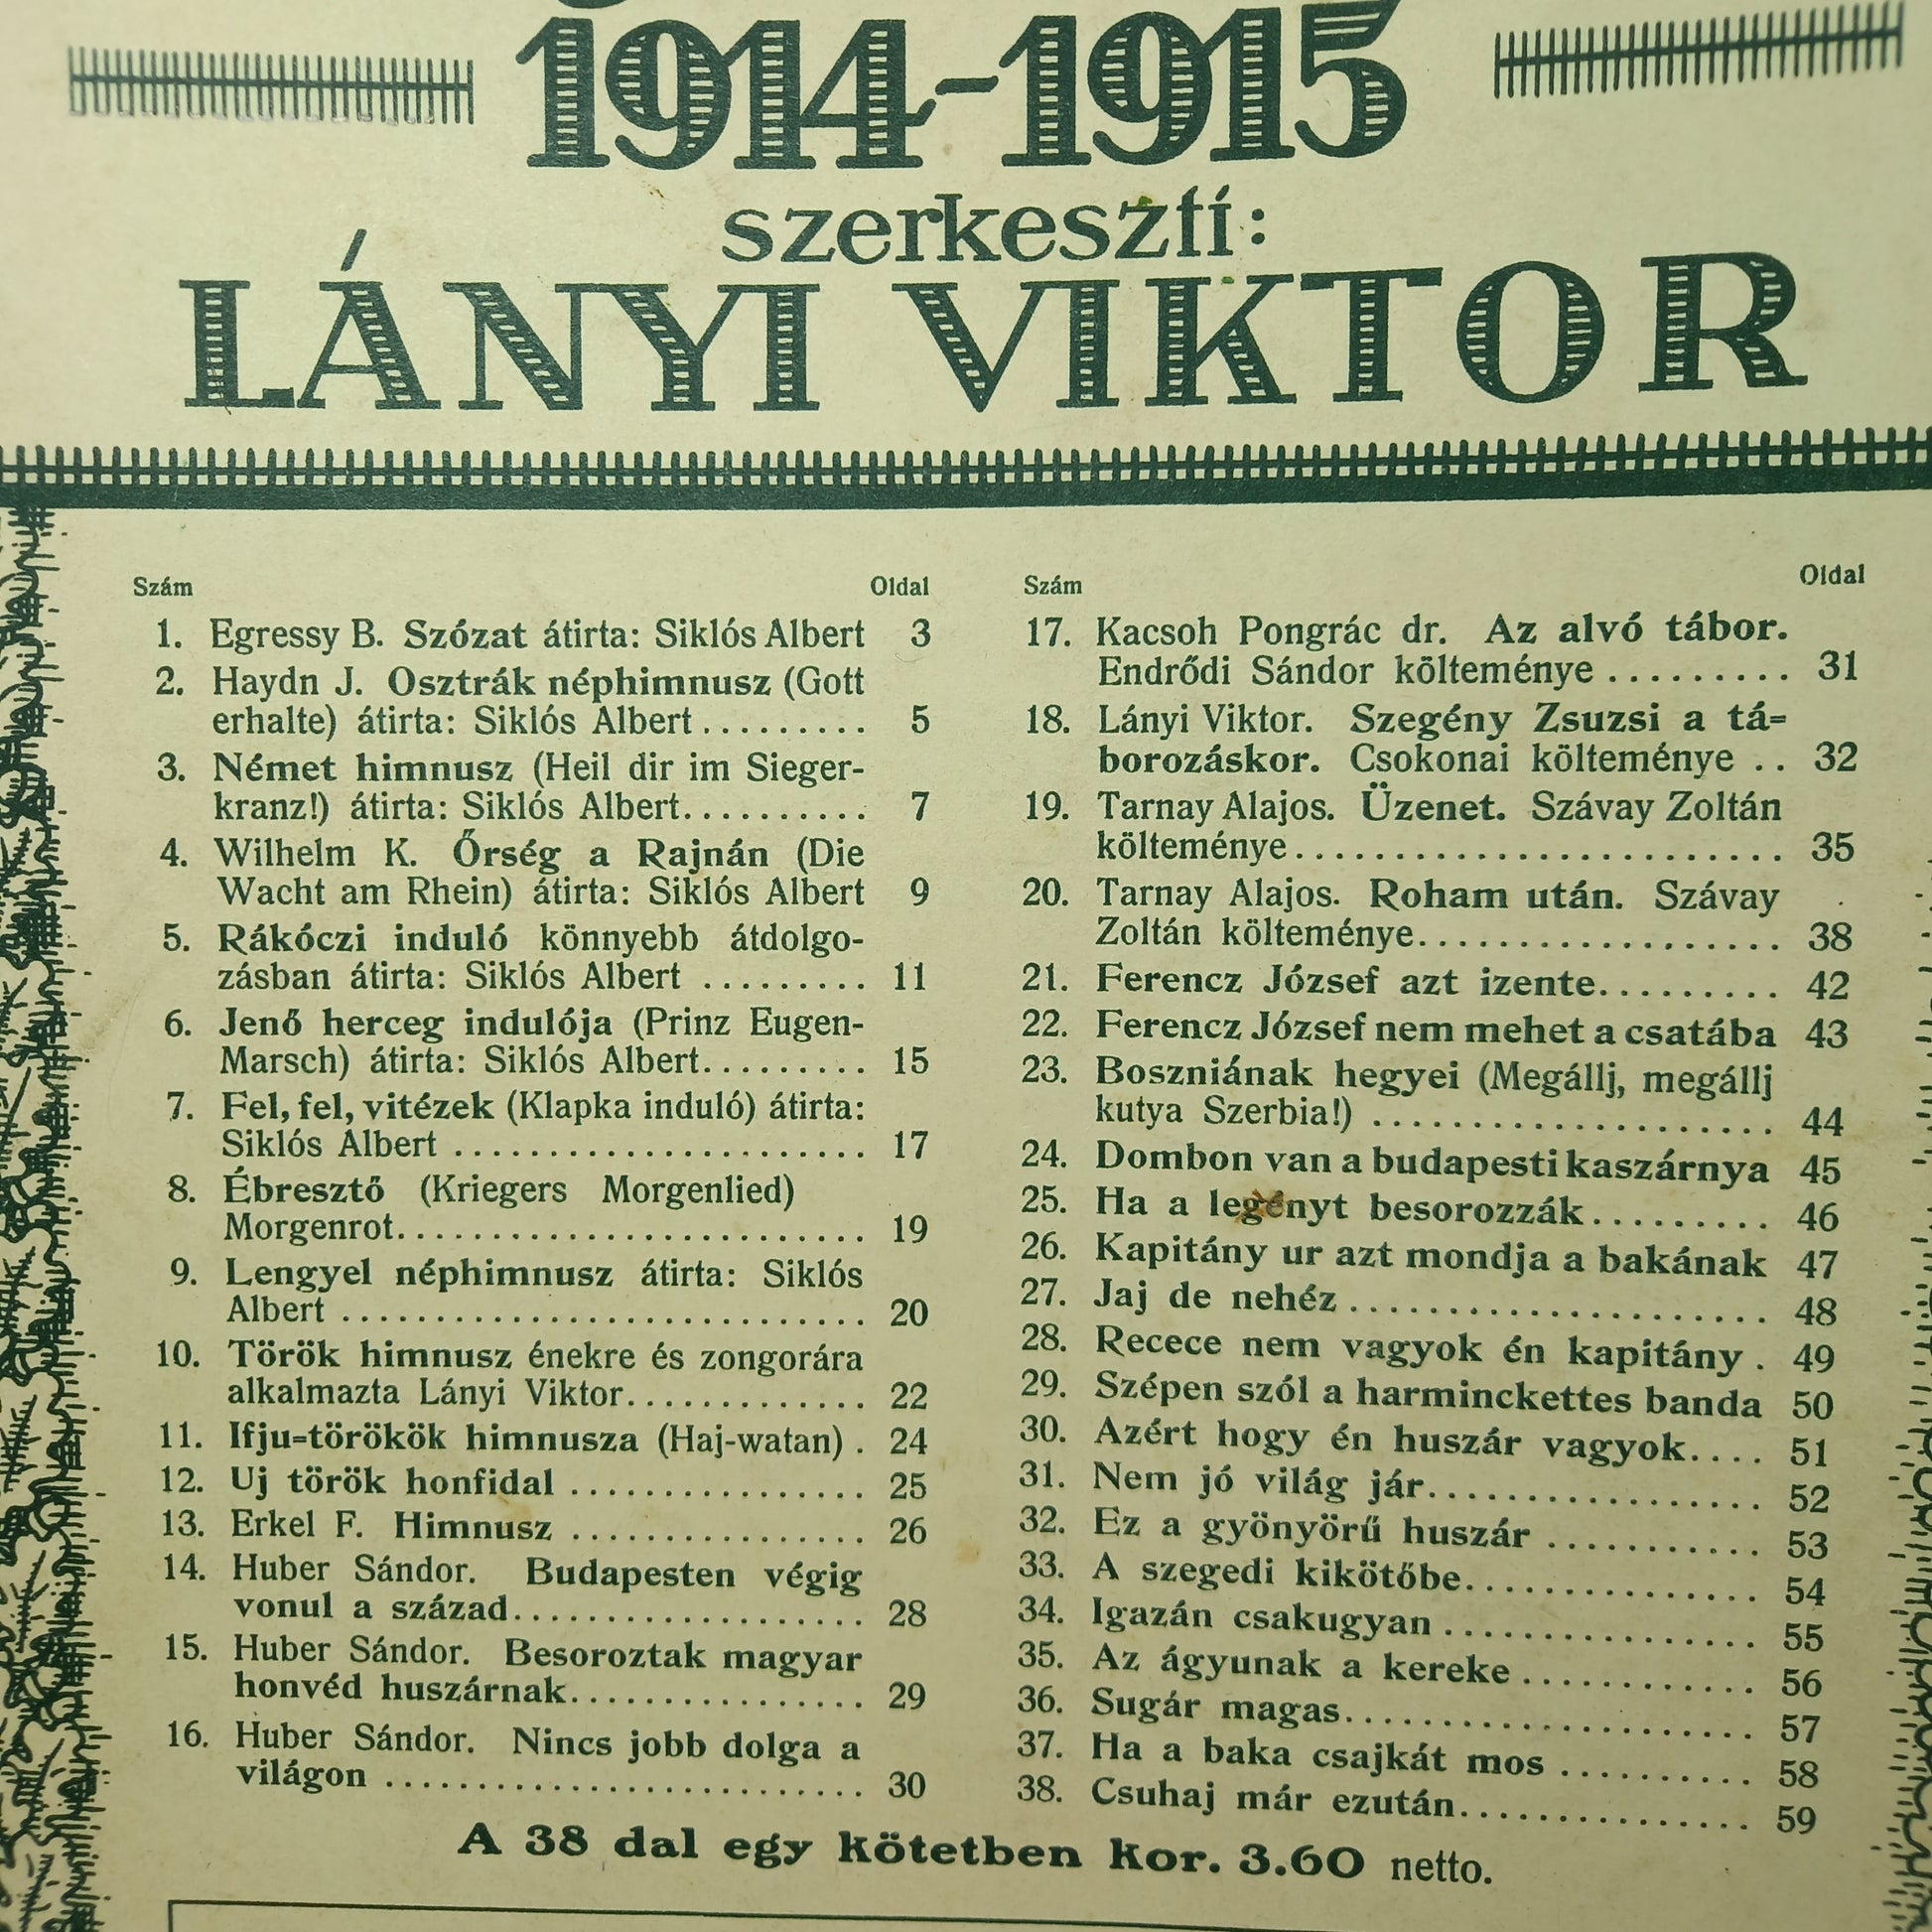 1914-1915
szerkeszti:
LÁNYI VIKTOR
Szám Oldal
1. Egressy B. Szózat átirta: Siklós Albert 3
2. Haydn J. Osztrák néphimnusz (Gott
erhalte) átirta: Siklós Albert......... 5
3. Német himnusz (Heil dir im Sieger-
kranz!) átirta: Siklós Albert.......... 7
4. Wilhelm K. Őrség a Rajnán (Die
Wacht am Rhein) átirta: Siklós Albert 9
5. Rákóczi induló könnyebb átdolgo-
zásban átirta: Siklós Albert ......... 11
6. Jenő herceg indulója (Prinz Eugen-
Marsch) átirta: Siklós Albert......... 15
7. Fel, fel, vitézek (Klapka induló) átirta:
Siklós Albert ...................... 17
8. Ébresztő (Kriegers Morgenlied)
Morgenrot......................... 19
9. Lengyel néphimnusz átirta: Siklós
Albert ............................ 20
10. Török himnusz énekre és zongorára
alkalmazta Lányi Viktor............. 22
11. Ifju=törökök himnusza (Haj-watan) . 24
12. Uj török honfidal ................ 25
13. Erkel F. Himnusz ................ 26
14. Huber Sándor. Budapesten végig
vonul a század................... 28
15. Huber Sándor. Besoroztak magyar
honvéd huszárnak................ 29
16. Huber Sándor. Nincs jobb dolga a
világon .......................... 30
Szám Oldal
17. Kacsoh Pongrác dr. Az alvó tábor.
Endrődi Sándor költeménye ......... 31
18. Lányi Viktor. Szegény Zsuzsi a tá=
borozáskor. Csokonai költeménye .. 32
19. Tarnay Alajos. Üzenet. Szávay Zoltán
költeménye.......................... 35
20. Tarnay Alajos. Roham után. Szávay
Zoltán költeménye................... 38
21. Ferencz József azt izente......... 42
22. Ferencz József nem mehet a csatába 43
23. Boszniának hegyei (Megállj, megállj
kutya Szerbia!) ..................... 44
24. Dombon van a budapesti kaszárnya 45
25. Ha a legényt besorozzák.......... 46
26. Kapitány ur azt mondja a bakának 47
27. Jaj de nehéz ...................... 48
28. Recece nem vagyok én kapitány . 49
29. Szépen szól a harminckettes banda 50
30. Azért hogy én huszár vagyok.... 51
31. Nem jó világ jár.................. 52
32. Ez a gyönyörű huszár ........... 53
33. A szegedi kikötőbe................ 54
34. Igazán csakugyan ................. 55
35. Az ágyunak a kereke ............. 56
36. Sugár magas...................... 57
37. Ha a baka csajkát mos .......... 58
38. Csuhaj már ezután................ 59
A 38 dal egy kötetben kor. 3.60 netto.